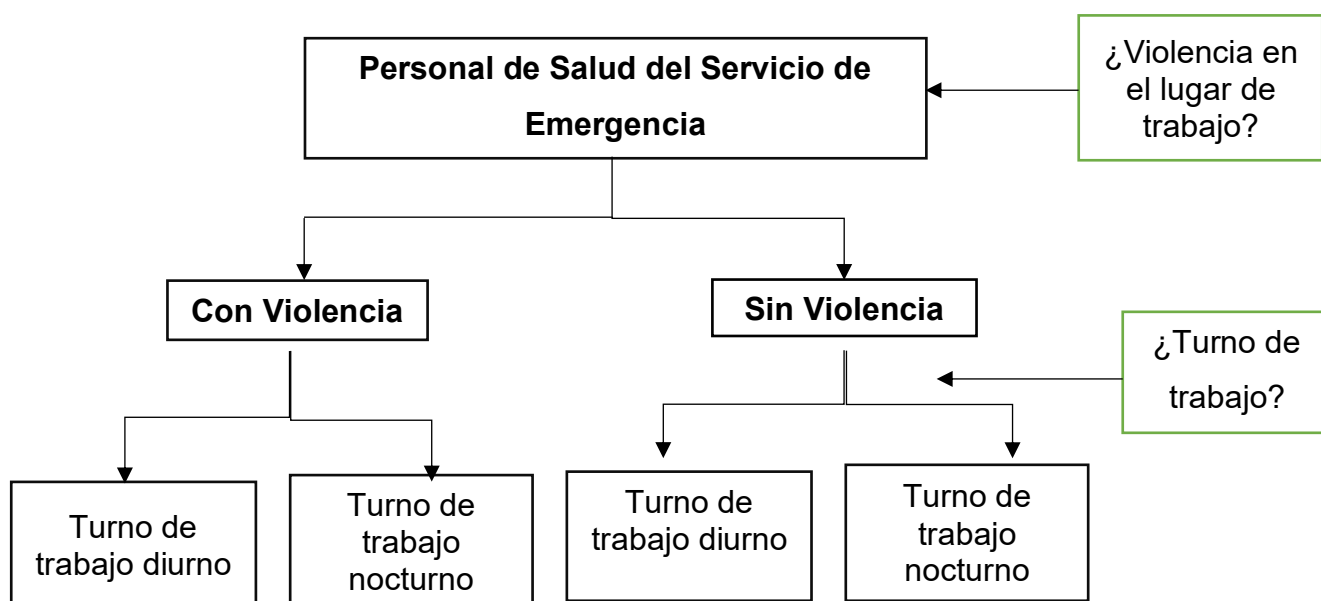 Personal de Salud del Servicio de
Emergencia
¿Violencia en
el lugar de
trabajo?
Con Violencia
Sin Violencia
¿Turno de
trabajo?
Turno de
trabajo diurno
Turno de
trabajo
nocturno
Turno de
trabajo diurno
Turno de
trabajo
nocturno